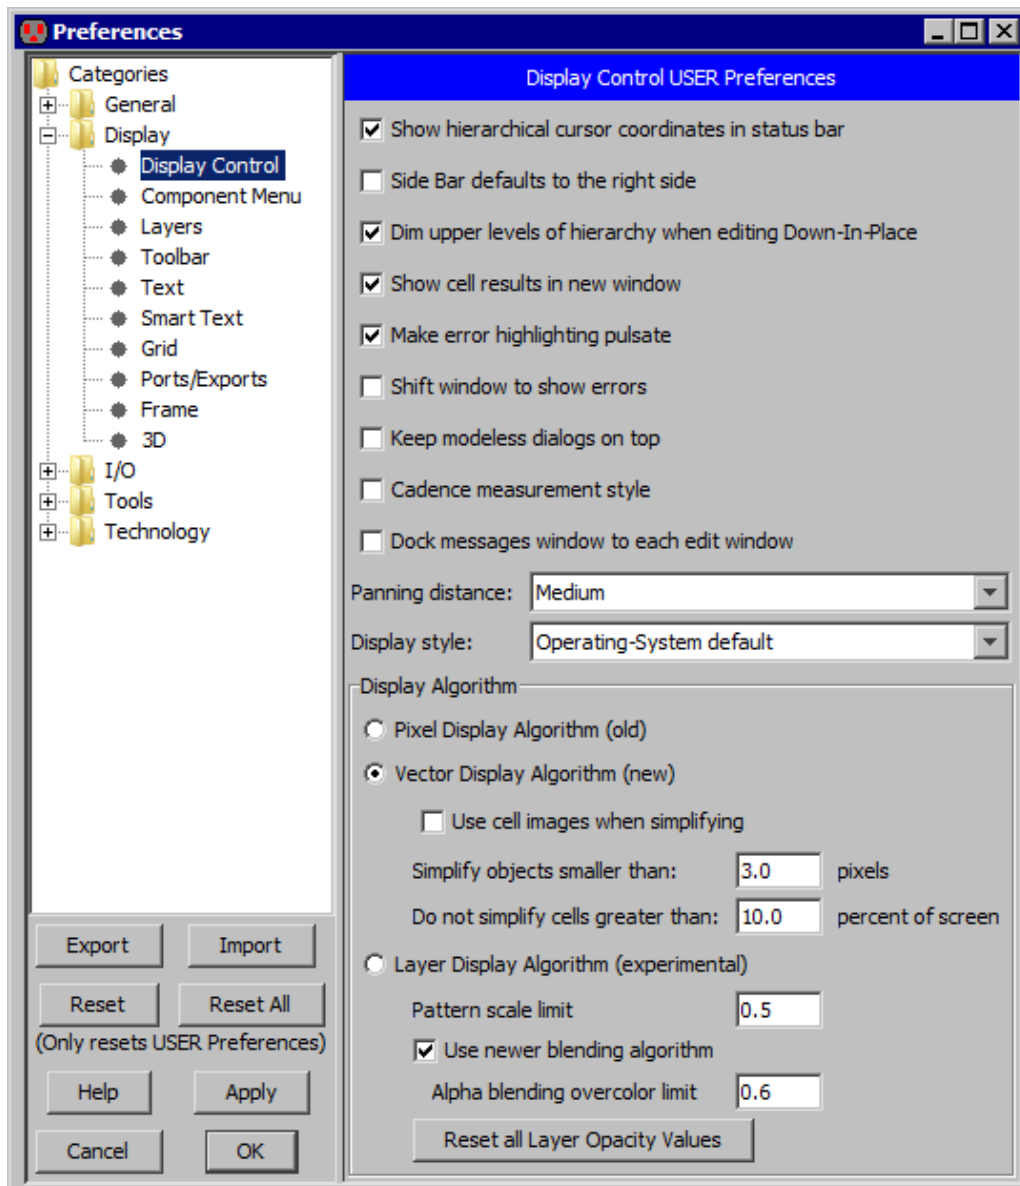 Preferences
Categories
General
Display
Display Control
Component Menu
Layers
Toolbar
Text
Smart Text
Grid
Ports/Exports
Frame
3D
I/O
Tools
Technology
Export Import
Reset Reset All
(Only resets USER Preferences)
Help Apply
Cancel OK
Display Control USER Preferences
Show hierarchical cursor coordinates in status bar
Side Bar defaults to the right side
Dim upper levels of hierarchy when editing Down-In-Place
Show cell results in new window
Make error highlighting pulsate
Shift window to show errors
Keep modeless dialogs on top
Cadence measurement style
Dock messages window to each edit window
Panning distance: Medium
Display style: Operating-System default
Display Algorithm
Pixel Display Algorithm (old)
Vector Display Algorithm (new)
Use cell images when simplifying
Simplify objects smaller than: 3.0 pixels
Do not simplify cells greater than: 10.0 percent of screen
Layer Display Algorithm (experimental)
Pattern scale limit 0.5
Use newer blending algorithm
Alpha blending overcolor limit 0.6
Reset all Layer Opacity Values